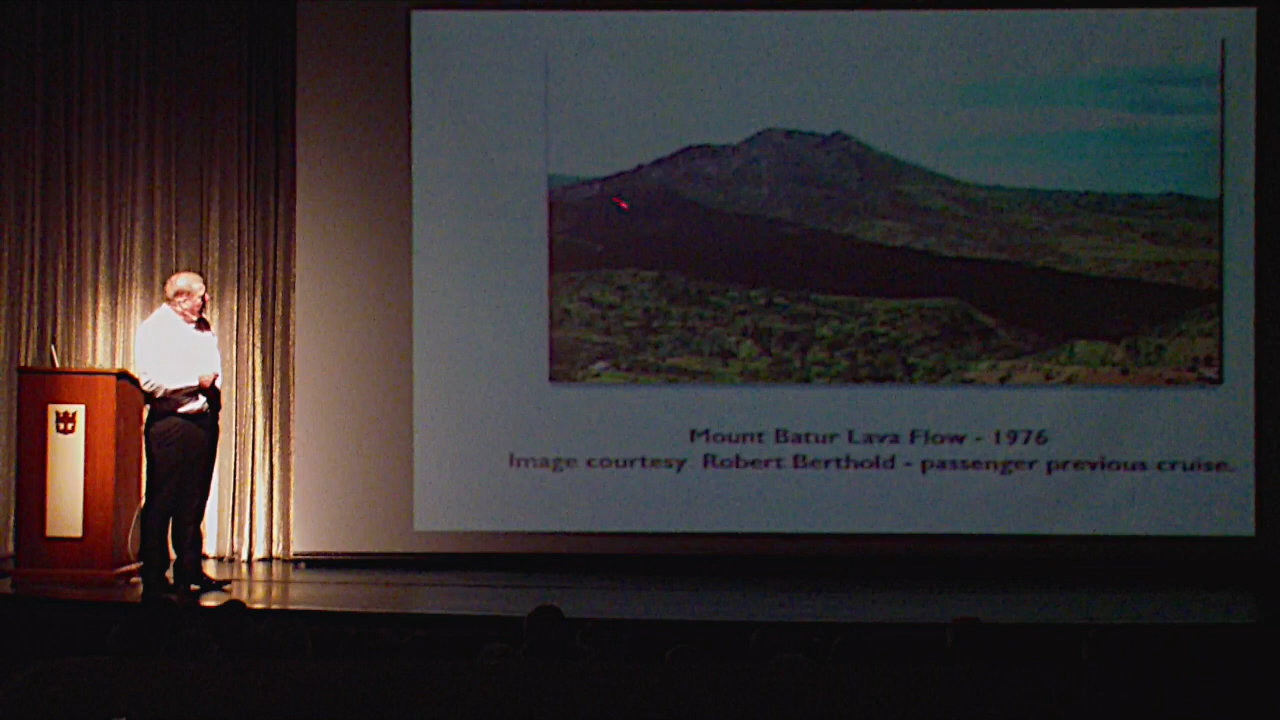 Mount Batur Lava Flow - 1976
Image courtesy Robert Berthold - passenger previous cruise.